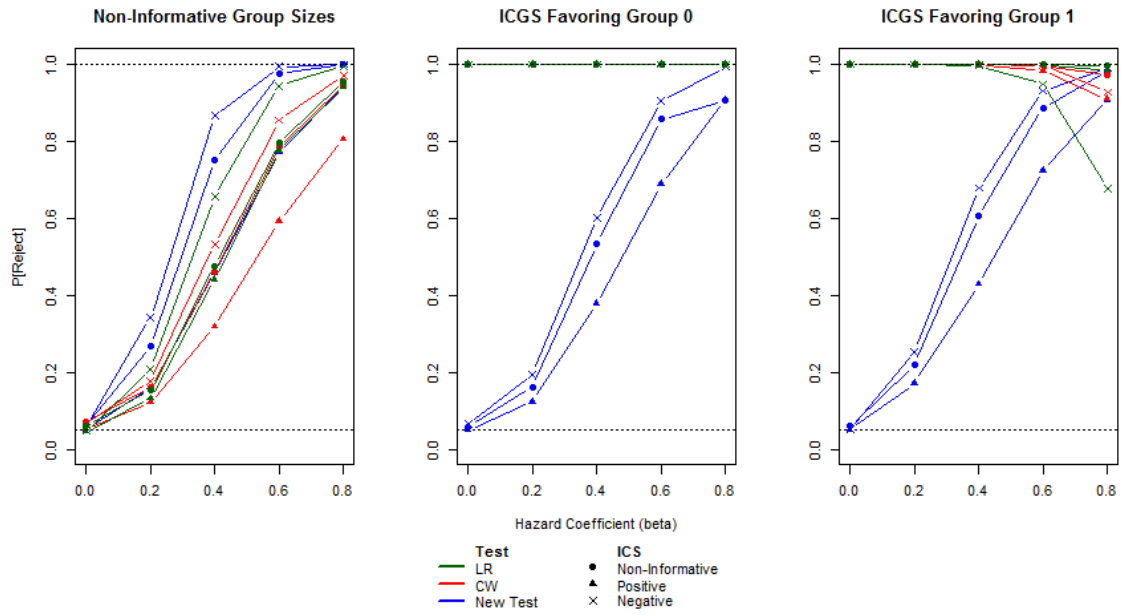 Non-Informative Group Sizes
ICGS Favoring Group 0
ICGS Favoring Group 1
P[Reject]
1.0
0.8
0.6
0.4
0.2
0.0
0.0 0.2 0.4 0.6 0.8
1.0
0.8
0.6
0.4
0.2
0.0
0.0 0.2 0.4 0.6 0.8
1.0
0.8
0.6
0.4
0.2
0.0
0.0 0.2 0.4 0.6 0.8
Hazard Coefficient (beta)
Test ICS
LR Non-Informative
CW Positive
New Test Negative